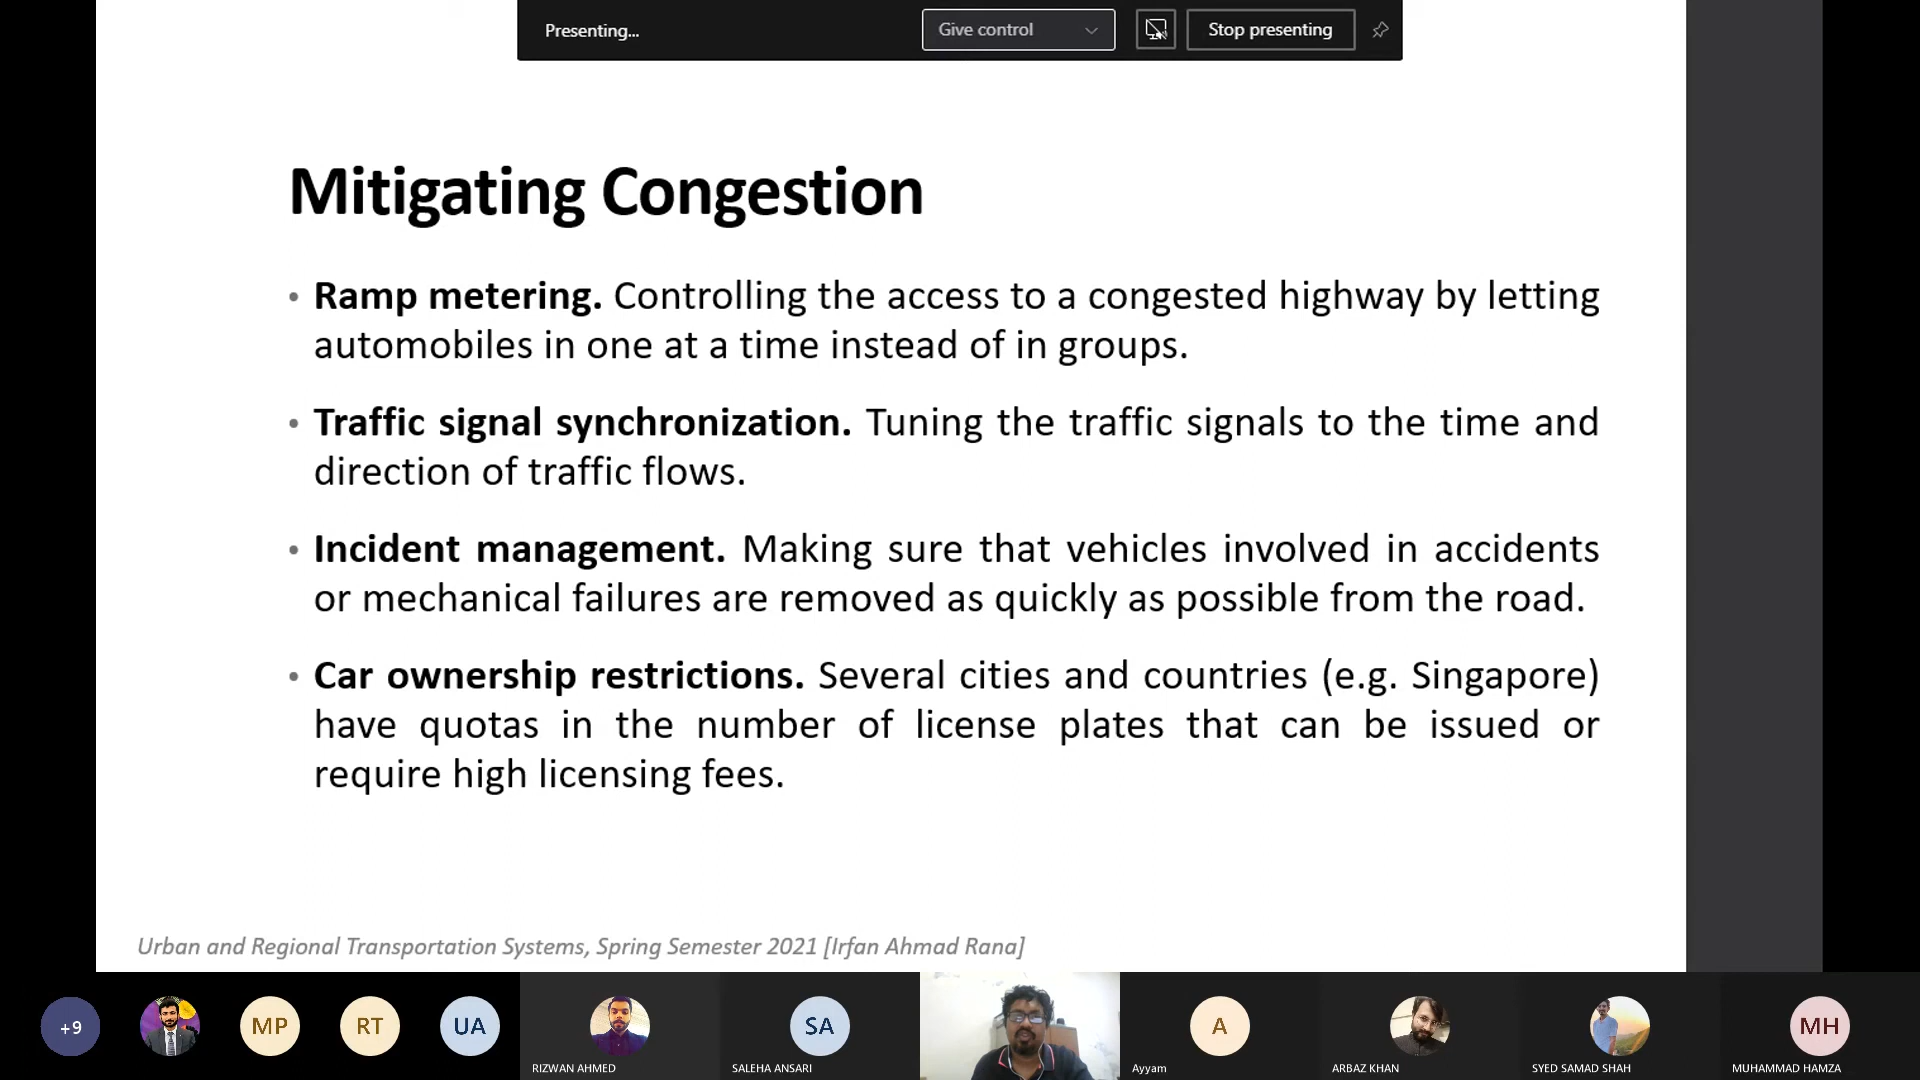 Presenting...
Give control
Stop presenting
Mitigating Congestion
• Ramp metering. Controlling the access to a congested highway by letting
automobiles in one at a time instead of in groups.
• Traffic signal synchronization. Tuning the traffic signals to the time and
direction of traffic flows.
• Incident management. Making sure that vehicles involved in accidents
or mechanical failures are removed as quickly as possible from the road.
• Car ownership restrictions. Several cities and countries (e.g. Singapore)
have quotas in the number of license plates that can be issued or
require high licensing fees.
Urban and Regional Transportation Systems, Spring Semester 2021 [Irfan Ahmad Rana]
+9
MP
RT
UA
RIZWAN AHMED
SA
SALEHA ANSARI
A
Ayyam
ARBAZ KHAN
SYED SAMAD SHAH
MH
MUHAMMAD HAMZA